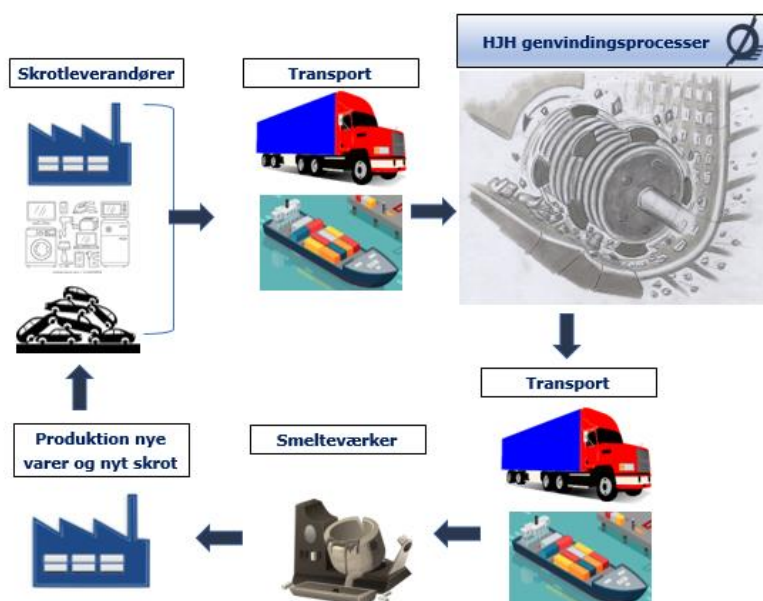 Skrotleverandører
Transport
HJH genvindingsprocesser
Transport
Smelteværker
Produktion nye
varer og nyt skrot